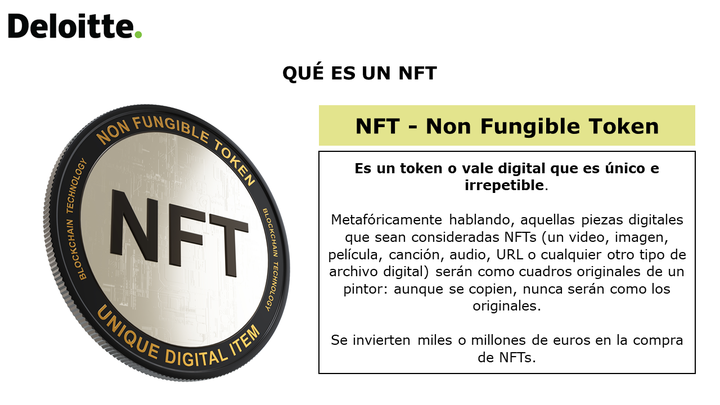 Deloitte.
QUÉ ES UN NFT
NON FUNGIBLE TOKEN
BLOCKCHAIN TECHNOLOGY
NFT
BLOCKCHAIN TECHNOLOGY
UNIQUE DIGITAL ITEM
NFT - Non Fungible Token
Es un token o vale digital que es único e
irrepetible.
Metafóricamente hablando, aquellas piezas digitales
que sean consideradas NFTs (un video, imagen,
película, canción, audio, URL o cualquier otro tipo de
archivo digital) serán como cuadros originales de un
pintor: aunque se copien, nunca serán como los
originales.
Se invierten miles o millones de euros en la compra
de NFTs.